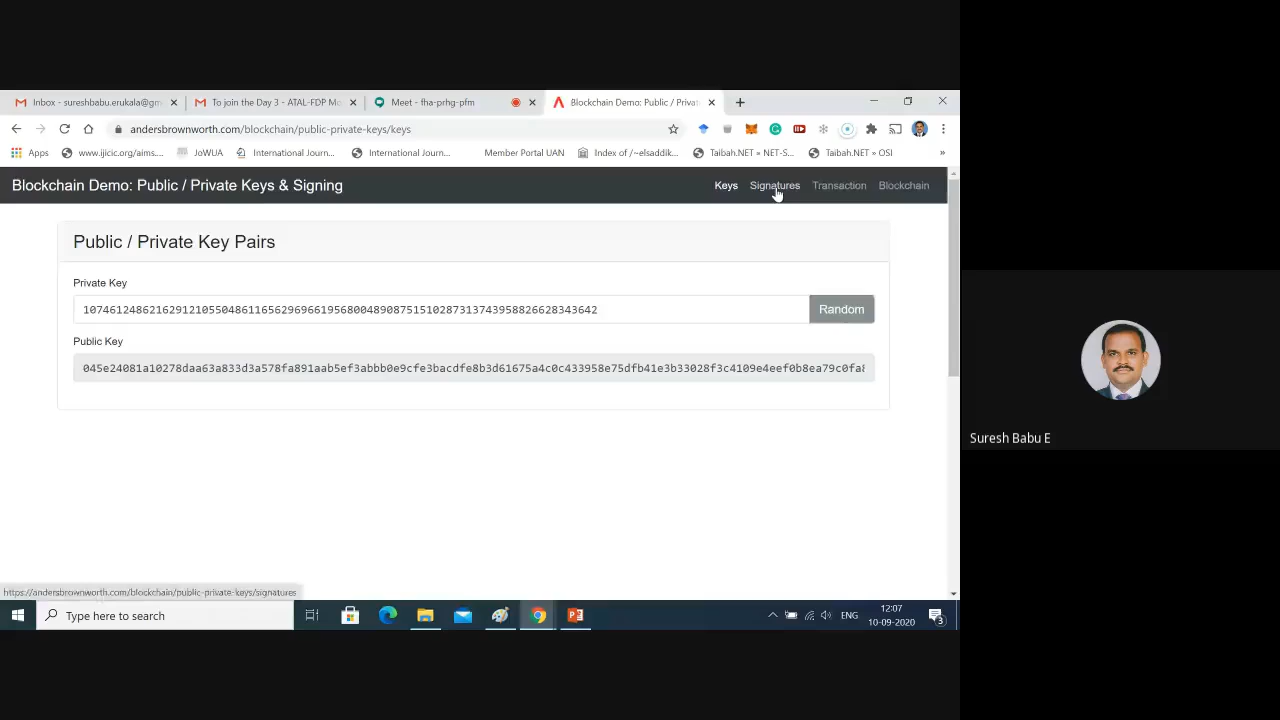 Inbox - sureshbabu.erukala@gm
To join the Day 3 - ATAL-FDP Mo
Meet - fha-prhg-pfm
Blockchain Demo: Public / Privat
andersbrownworth.com/blockchain/public-private-keys/keys
Apps
www.ijicic.org/aims....
JoWUA
International Journ...
International Journ...
Member Portal UAN
Index of /~elsaddik...
Taibah.NET » NET-S...
Taibah.NET » OSI
»
Blockchain Demo: Public / Private Keys & Signing
Keys
Signatures
Transaction
Blockchain
Public / Private Key Pairs
Private Key
107461248621629121055048611656296966195680048908751510287313743958826628343642
Random
Public Key
045e24081a10278daa63a833d3a578fa891aab5ef3abbb0e9cfe3bacdfe8b3d61675a4c0c433958e75dfb41e3b33028f3c4109e4eef0b8ea79c0fa8
Suresh Babu E
https://andersbrownworth.com/blockchain/public-private-keys/signatures
Type here to search
ENG
12:07
10-09-2020
3